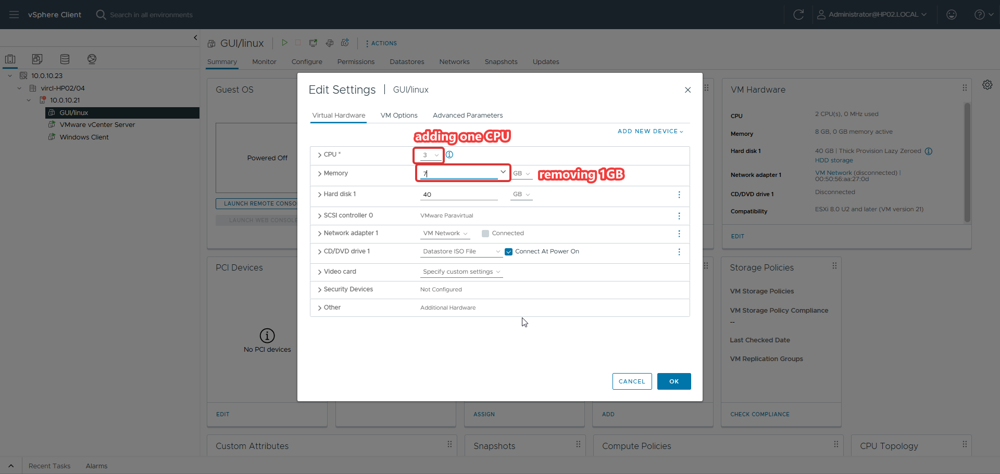 vSphere Client
Search in all environments
Administrator@HP02.LOCAL
GUI/linux
ACTIONS
Summary
Monitor
Configure
Permissions
Datastores
Networks
Snapshots
Updates
10.0.10.23
vircl-HP02/04
10.0.10.21
GUI/linux
VMware vCenter Server
Windows Client
Guest OS
Powered Off
LAUNCH REMOTE CONSO
LAUNCH WEB CONSOLE
Edit Settings | GUI/linux
Virtual Hardware
VM Options
Advanced Parameters
ADD NEW DEVICE
adding one CPU
CPU *
3
Memory
7
GB
removing 1GB
Hard disk 1
40
GB
SCSI controller 0
VMware Paravirtual
Network adapter 1
VM Network
Connected
CD/DVD drive 1
Datastore ISO File
Connect At Power On
Video card
Specify custom settings
Security Devices
Not Configured
Other
Additional Hardware
CANCEL
OK
VM Hardware
CPU
2 CPU(s), 0 MHz used
Memory
8 GB, 0 GB memory active
Hard disk 1
40 GB | Thick Provision Lazy Zeroed
HDD storage
Network adapter 1
VM Network (disconnected) |
00:50:56:aa:27:0d
CD/DVD drive 1
Disconnected
Compatibility
ESXi 8.0 U2 and later (VM version 21)
EDIT
PCI Devices
No PCI devices
EDIT
ASSIGN
ADD
Storage Policies
VM Storage Policies
VM Storage Policy Compliance
--
Last Checked Date
VM Replication Groups
CHECK COMPLIANCE
Custom Attributes
Snapshots
Compute Policies
CPU Topology
Recent Tasks
Alarms